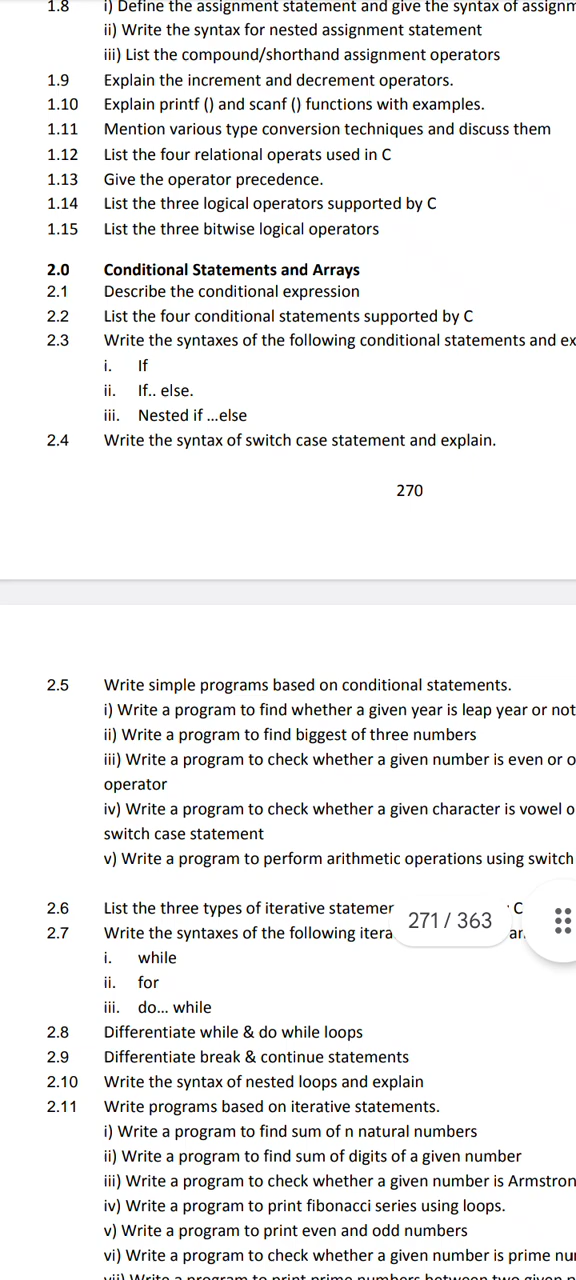 1.8 i) Define the assignment statement and give the syntax of
ii) Write the syntax for nested assignment statement
iii) List the compound/shorthand assignment operators
1.9 Explain the increment and decrement operators.
1.10 Explain printf () and scanf () functions with examples.
1.11 Mention various type conversion techniques and discuss them
1.12 List the four relational operats used in C
1.13 Give the operator precedence.
1.14 List the three logical operators supported by C
1.15 List the three bitwise logical operators
2.0 Conditional Statements and Arrays
2.1 Describe the conditional expression
2.2 List the four conditional statements supported by C
2.3 Write the syntaxes of the following conditional statements and ex
i. If
ii. If.. else.
iii. Nested if ...else
2.4 Write the syntax of switch case statement and explain.
270
2.5 Write simple programs based on conditional statements.
i) Write a program to find whether a given year is leap year or not
ii) Write a program to find biggest of three numbers
iii) Write a program to check whether a given number is even or o
operator
iv) Write a program to check whether a given character is vowel o
switch case statement
v) Write a program to perform arithmetic operations using switch
2.6 List the three types of iterative statemer C
271 / 363
2.7 Write the syntaxes of the following itera
i. while
ii. for
iii. do... while
2.8 Differentiate while & do while loops
2.9 Differentiate break & continue statements
2.10 Write the syntax of nested loops and explain
2.11 Write programs based on iterative statements.
i) Write a program to find sum of n natural numbers
ii) Write a program to find sum of digits of a given number
iii) Write a program to check whether a given number is Armstron
iv) Write a program to print fibonacci series using loops.
v) Write a program to print even and odd numbers
vi) Write a program to check whether a given number is prime nu
vii) Write a program to print prime numbers between two given